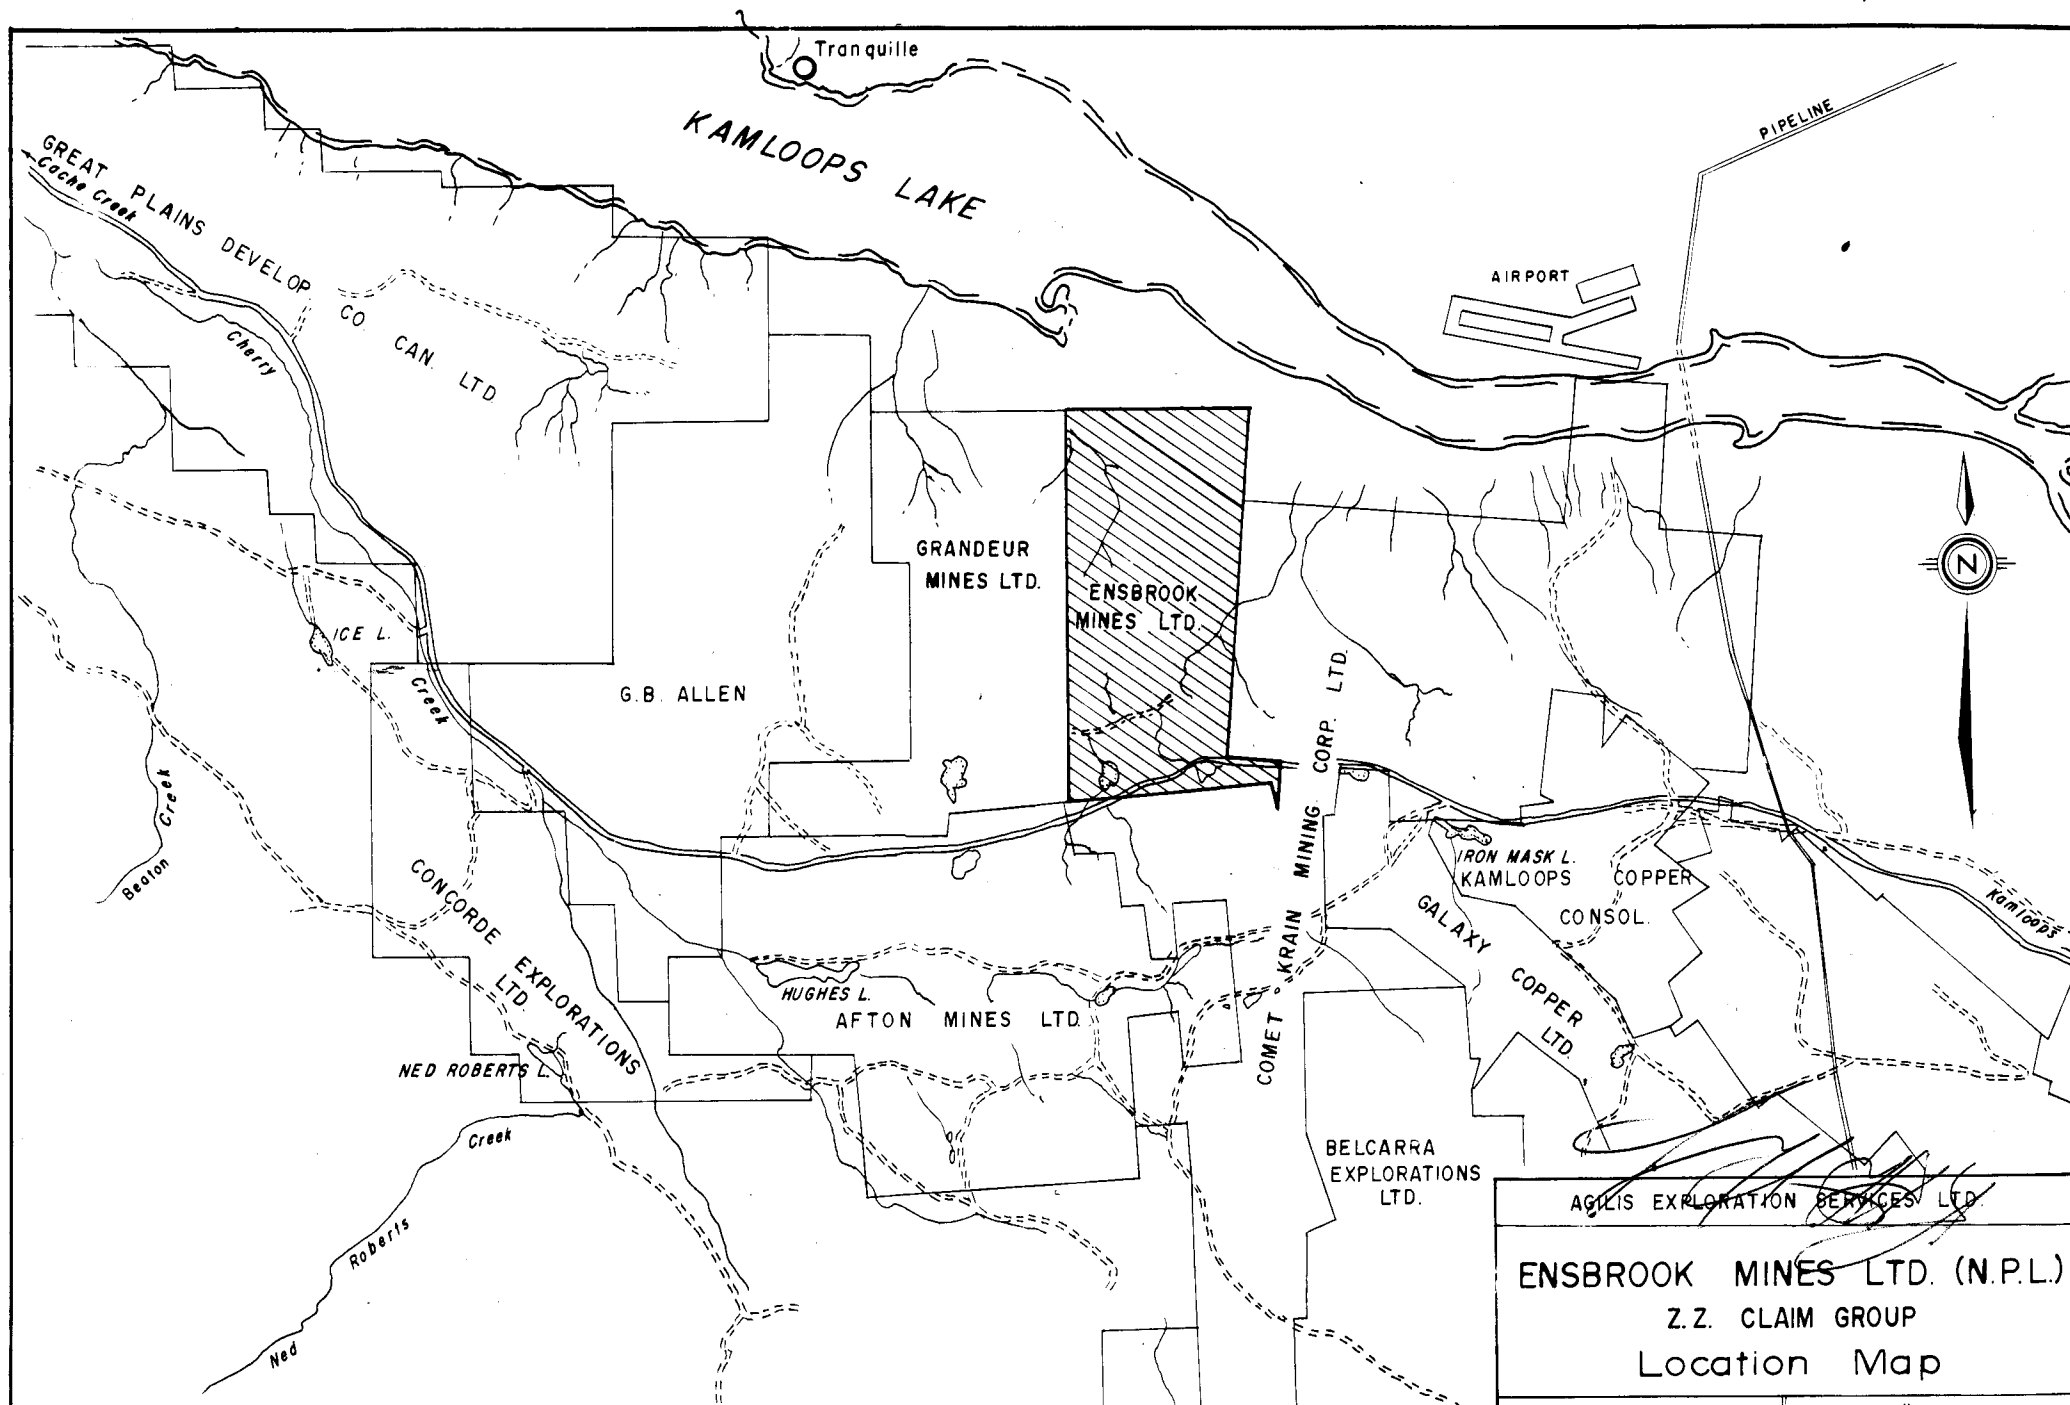 Tranquille
KAMLOOPS LAKE
PIPELINE
AIRPORT
GREAT PLAINS DEVELOP CO. CAN. LTD.
Cache Creek
Cherry
Creek
GRANDEUR
MINES LTD.
ENSBROOK
MINES LTD.
ICE L.
G.B. ALLEN
N
Beaton Creek
CONCORDE EXPLORATIONS
LTD.
HUGHES L.
AFTON MINES LTD.
COMET KRAIN MINING CORP. LTD.
IRON MASK L.
KAMLOOPS COPPER
CONSOL.
GALAXY COPPER
LTD.
Kamloops
NED ROBERTS L.
Ned Roberts Creek
BELCARRA
EXPLORATIONS
LTD.
AGILIS EXPLORATION SERVICES LTD.
ENSBROOK MINES LTD. (N.P.L.)
Z.Z. CLAIM GROUP
Location Map